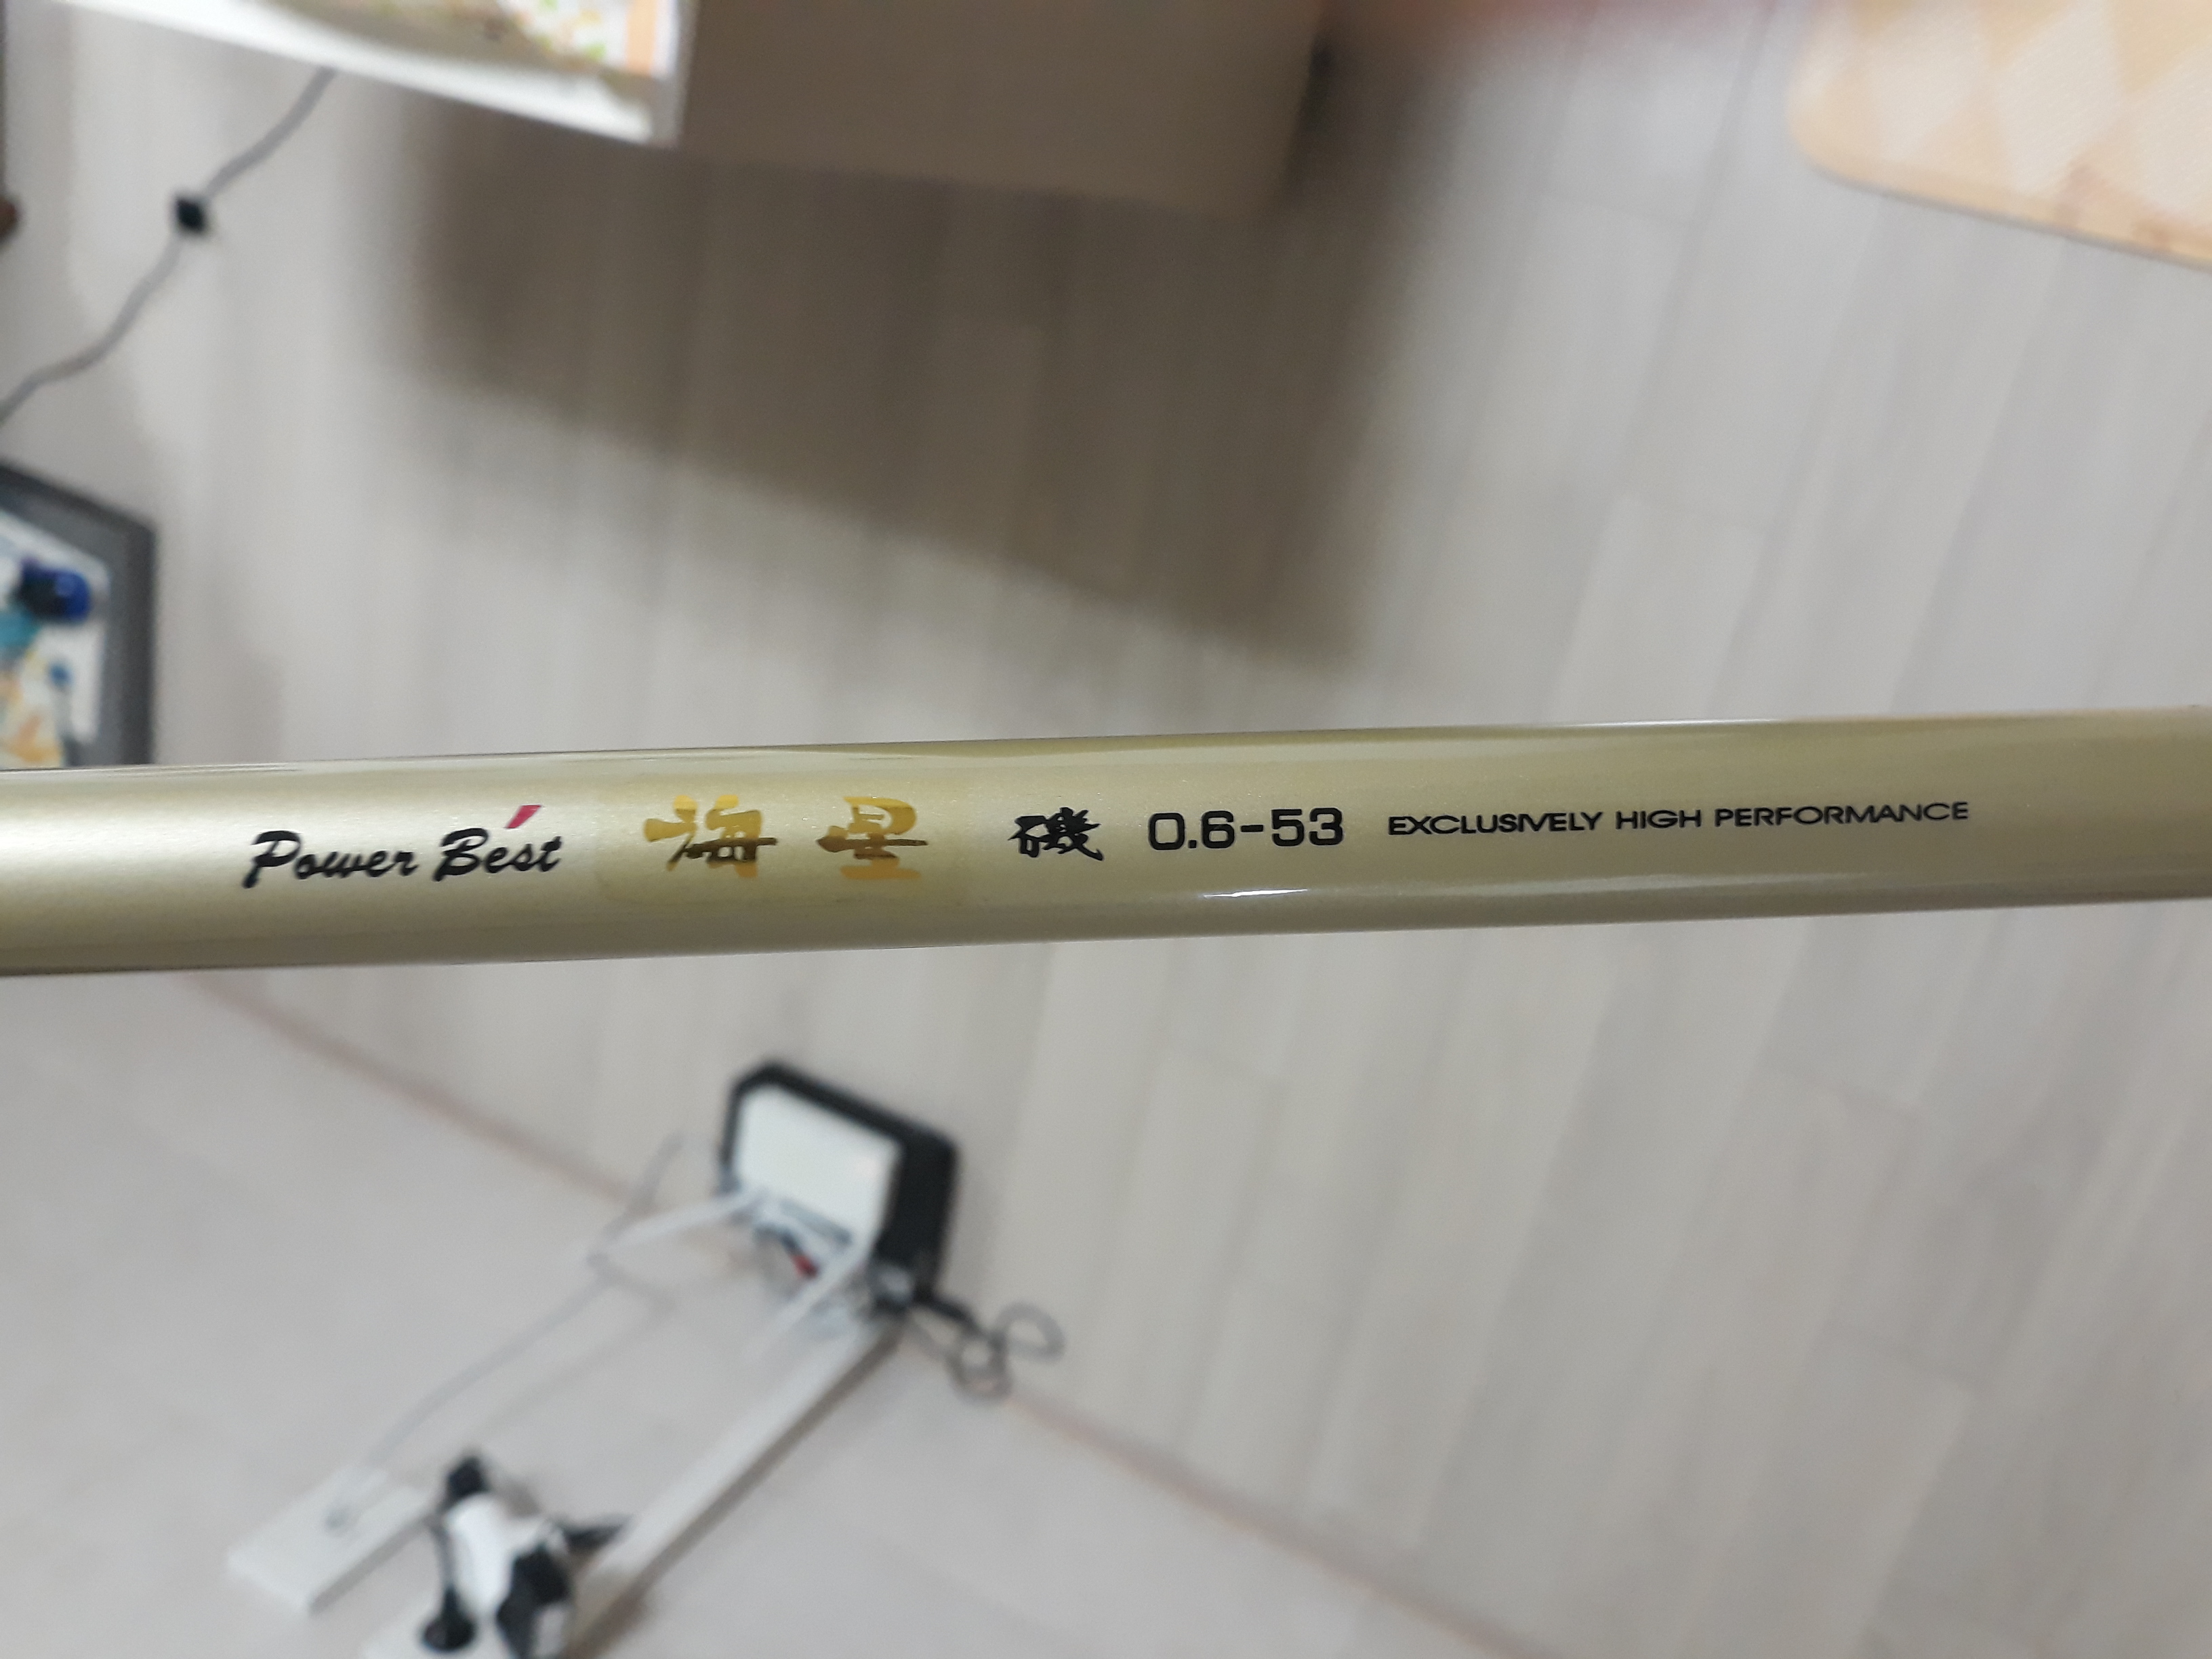 Power Best 海星 磯 0.6-53 EXCLUSIVELY HIGH PERFORMANCE